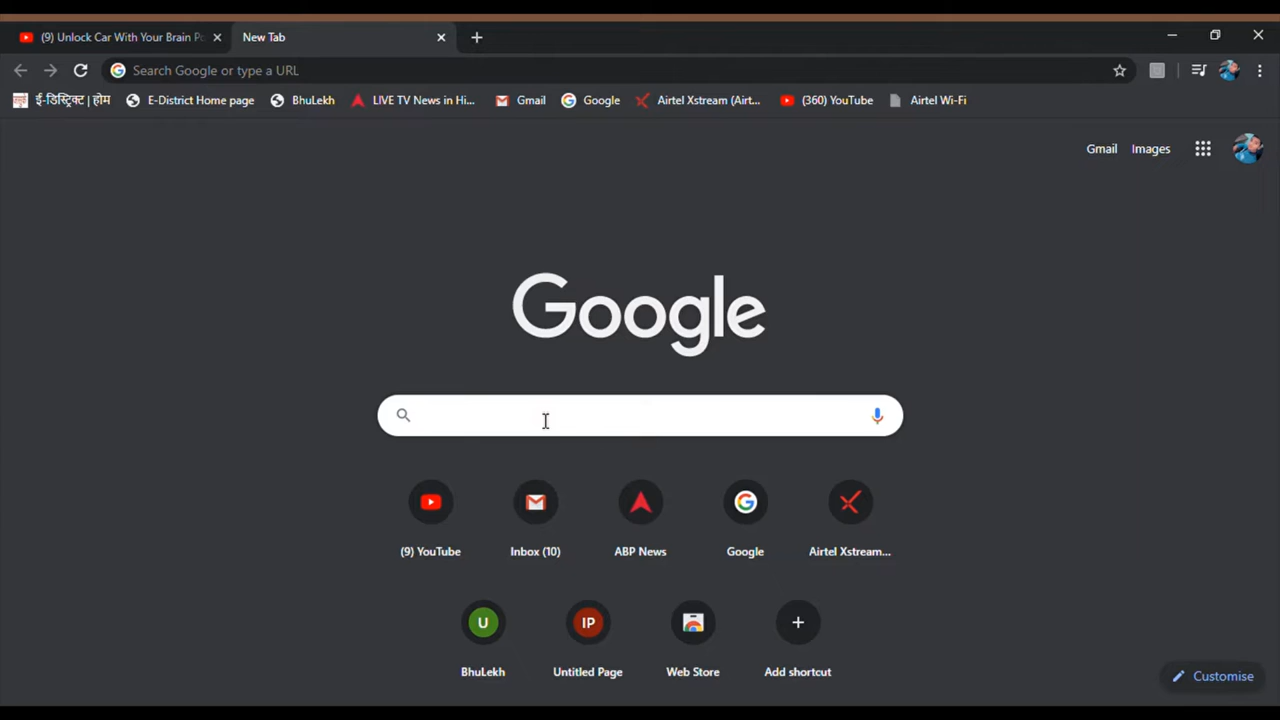 (9) Unlock Car With Your Brain Po
New Tab
Search Google or type a URL
ई-डिस्ट्रिक्ट | होम E-District Home page BhuLekh LIVE TV News in Hi... Gmail Google Airtel Xstream (Airt... (360) YouTube Airtel Wi-Fi
Gmail Images
Google
(9) YouTube Inbox (10) ABP News Google Airtel Xstream...
U IP
BhuLekh Untitled Page Web Store Add shortcut
Customise